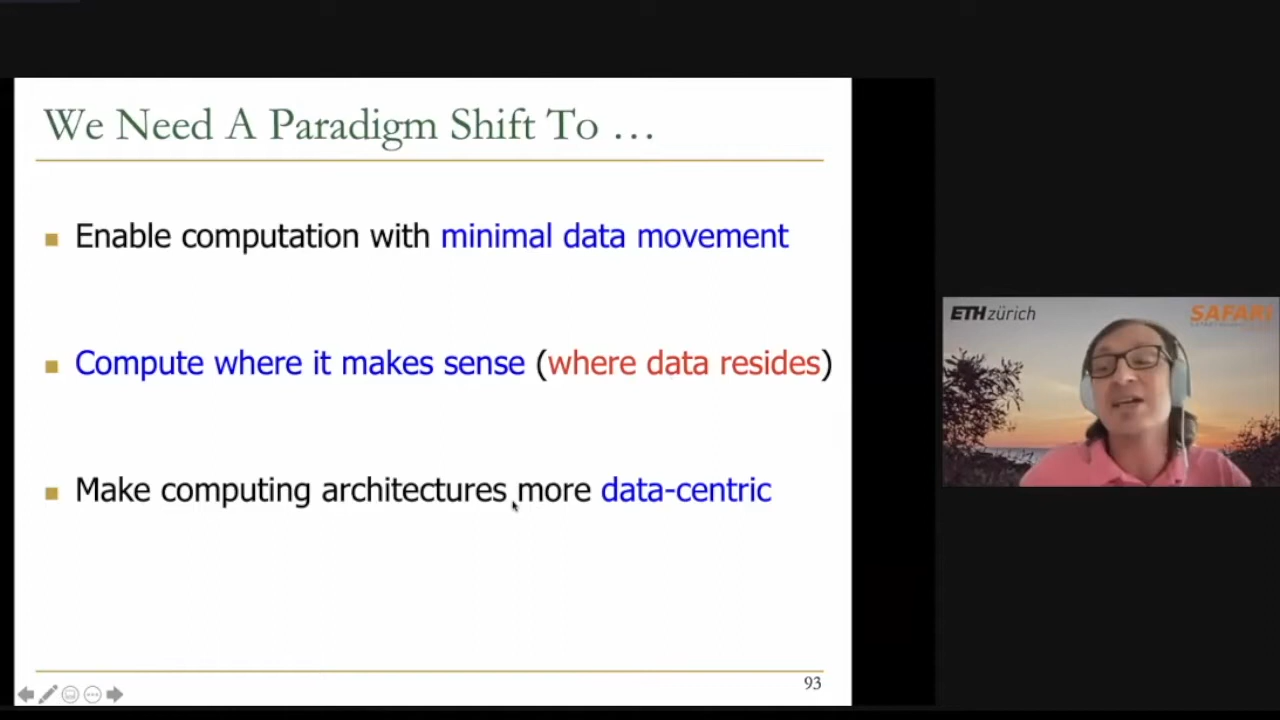 We Need A Paradigm Shift To …
Enable computation with minimal data movement
Compute where it makes sense (where data resides)
Make computing architectures more data-centric
93
ETH zürich
SAFARI